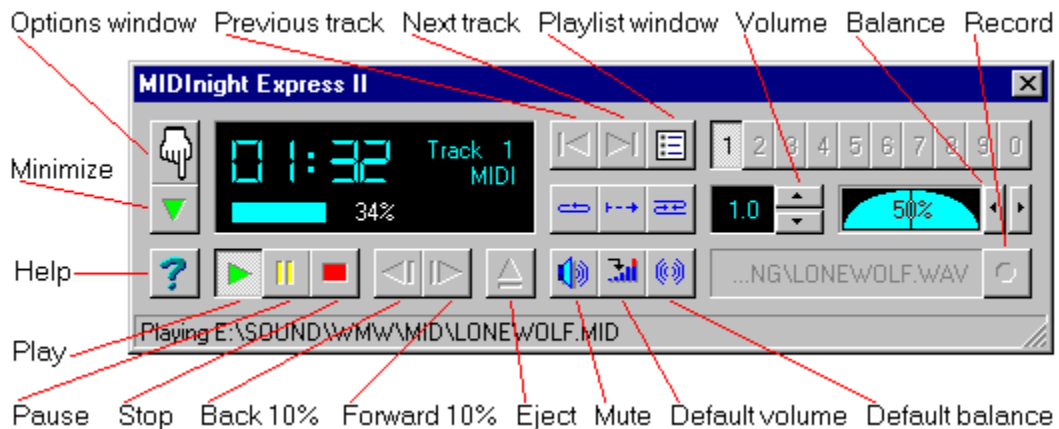 Options window Previous track Next track Playlist window Volume Balance Record
MIDInight Express II
01:32 Track 1
MIDI
34%
1 2 3 4 5 6 7 8 9 0
Minimize
1.0 50%
Help
...NG\LONEWOLF.WAV
Playing E:\SOUND\WMW\MID\LONEWOLF.MID
Play
Pause Stop Back 10% Forward 10% Eject Mute Default volume Default balance